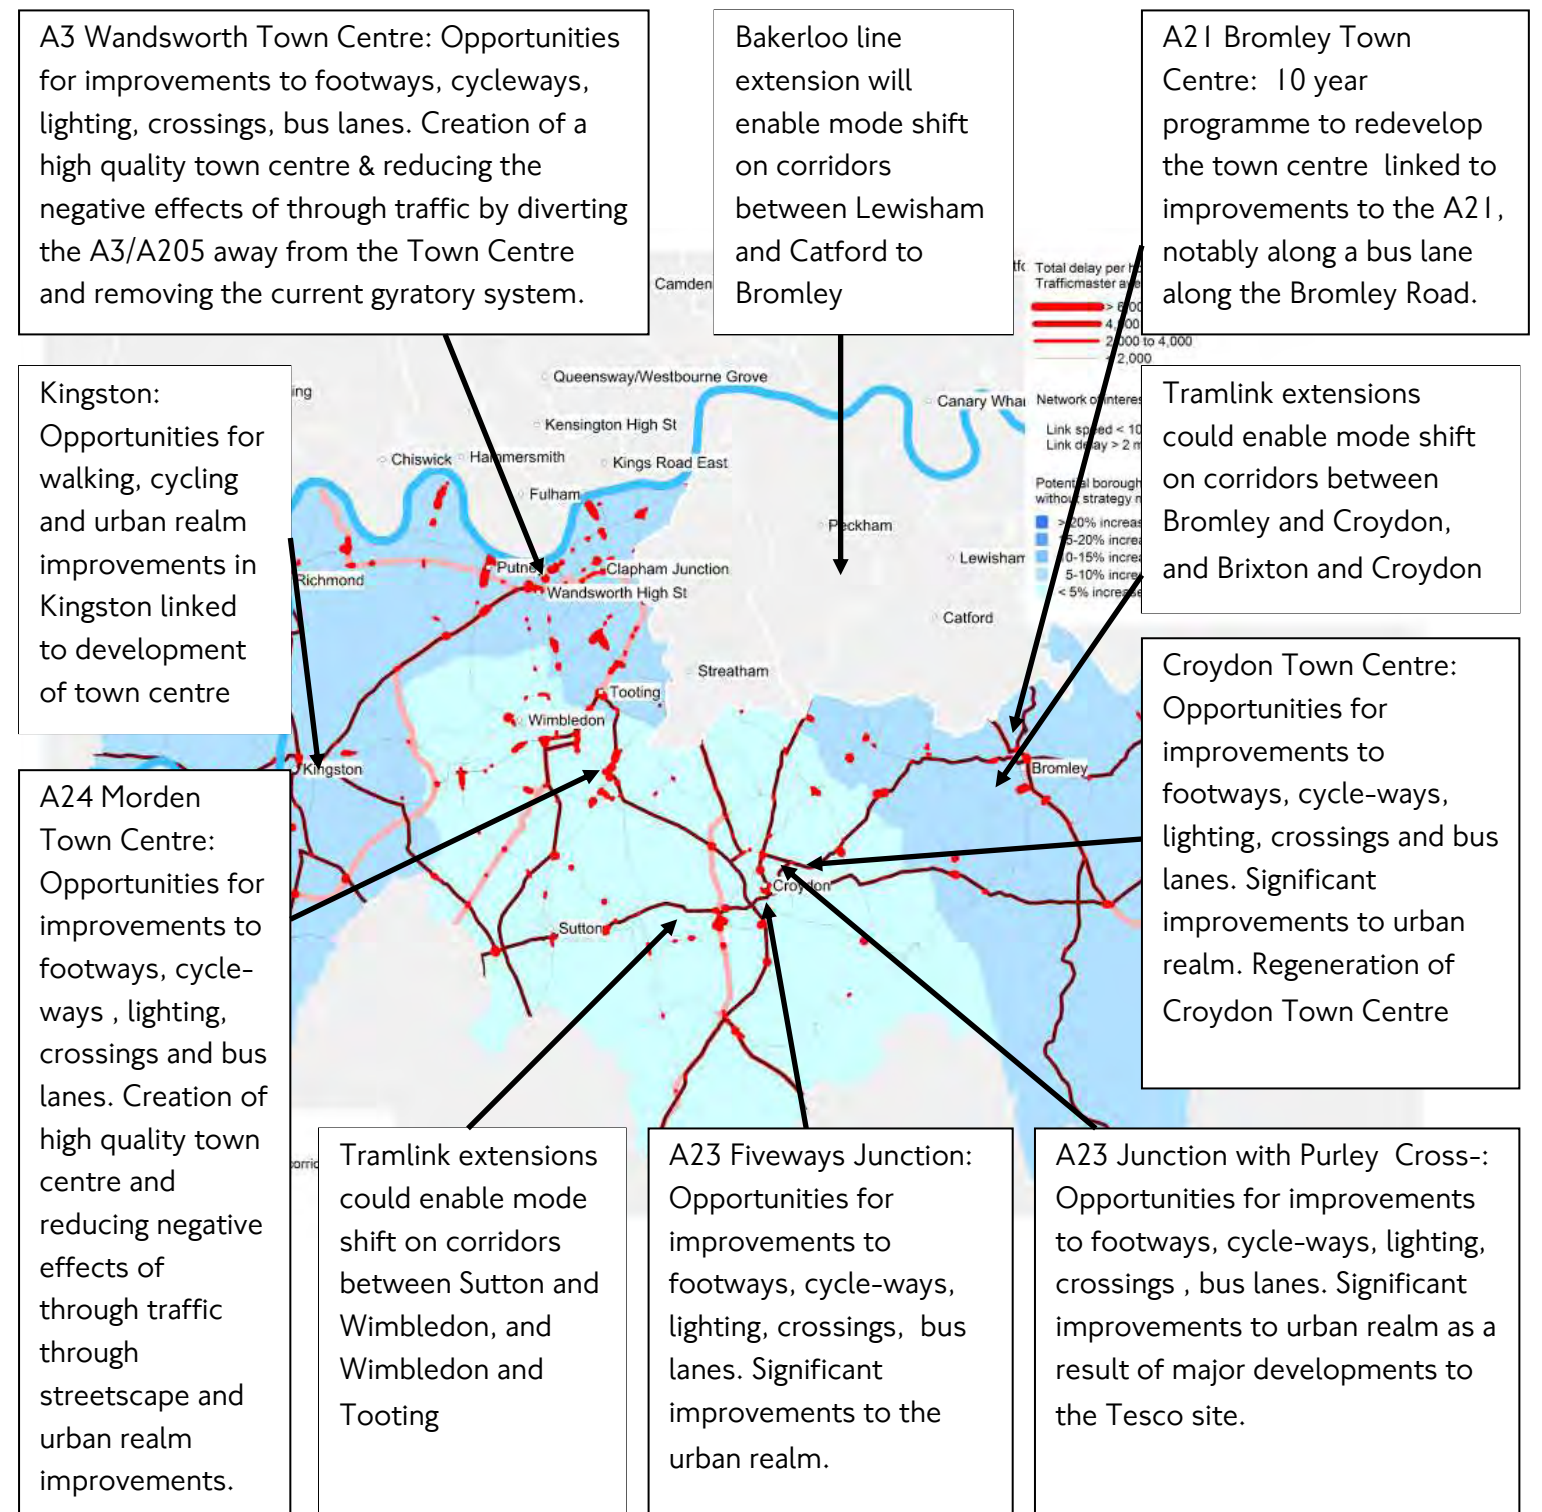 A3 Wandsworth Town Centre: Opportunities
for improvements to footways, cycleways,
lighting, crossings, bus lanes. Creation of a
high quality town centre & reducing the
negative effects of through traffic by diverting
the A3/A205 away from the Town Centre
and removing the current gyratory system.
Bakerloo line
extension will
enable mode shift
on corridors
between Lewisham
and Catford to
Bromley
A21 Bromley Town
Centre: 10 year
programme to redevelop
the town centre linked to
improvements to the A21,
notably along a bus lane
along the Bromley Road.
Kingston:
Opportunities for
walking, cycling
and urban realm
improvements in
Kingston linked
to development
of town centre
Tramlink extensions
could enable mode shift
on corridors between
Bromley and Croydon,
and Brixton and Croydon
Croydon Town Centre:
Opportunities for
improvements to
footways, cycle-ways,
lighting, crossings and bus
lanes. Significant
improvements to urban
realm. Regeneration of
Croydon Town Centre
A24 Morden
Town Centre:
Opportunities for
improvements to
footways, cycle-
ways , lighting,
crossings and bus
lanes. Creation of
high quality town
centre and
reducing negative
effects of
through traffic
through
streetscape and
urban realm
improvements.
Tramlink extensions
could enable mode
shift on corridors
between Sutton and
Wimbledon, and
Wimbledon and
Tooting
A23 Fiveways Junction:
Opportunities for
improvements to
footways, cycle-ways,
lighting, crossings, bus
lanes. Significant
improvements to the
urban realm.
A23 Junction with Purley Cross-:
Opportunities for improvements
to footways, cycle-ways, lighting,
crossings , bus lanes. Significant
improvements to urban realm as a
result of major developments to
the Tesco site.
Camden
Queensway/Westbourne Grove
Kensington High St
Chiswick
Hammersmith
Kings Road East
Fulham
Canary
Peckham
Lewisham
Catford
Richmond
Clapham Junction
Wandsworth High St
Streatham
Tooting
Wimbledon
Kingston
Bromley
Croydon
Sutton
Total delay per
Trafficmaster
2,000 to 4,000
2,000
Network of
Link speed < 10
Link delay > 2
Potential borough
without strategy
> 20%
5-10%
< 5% increase